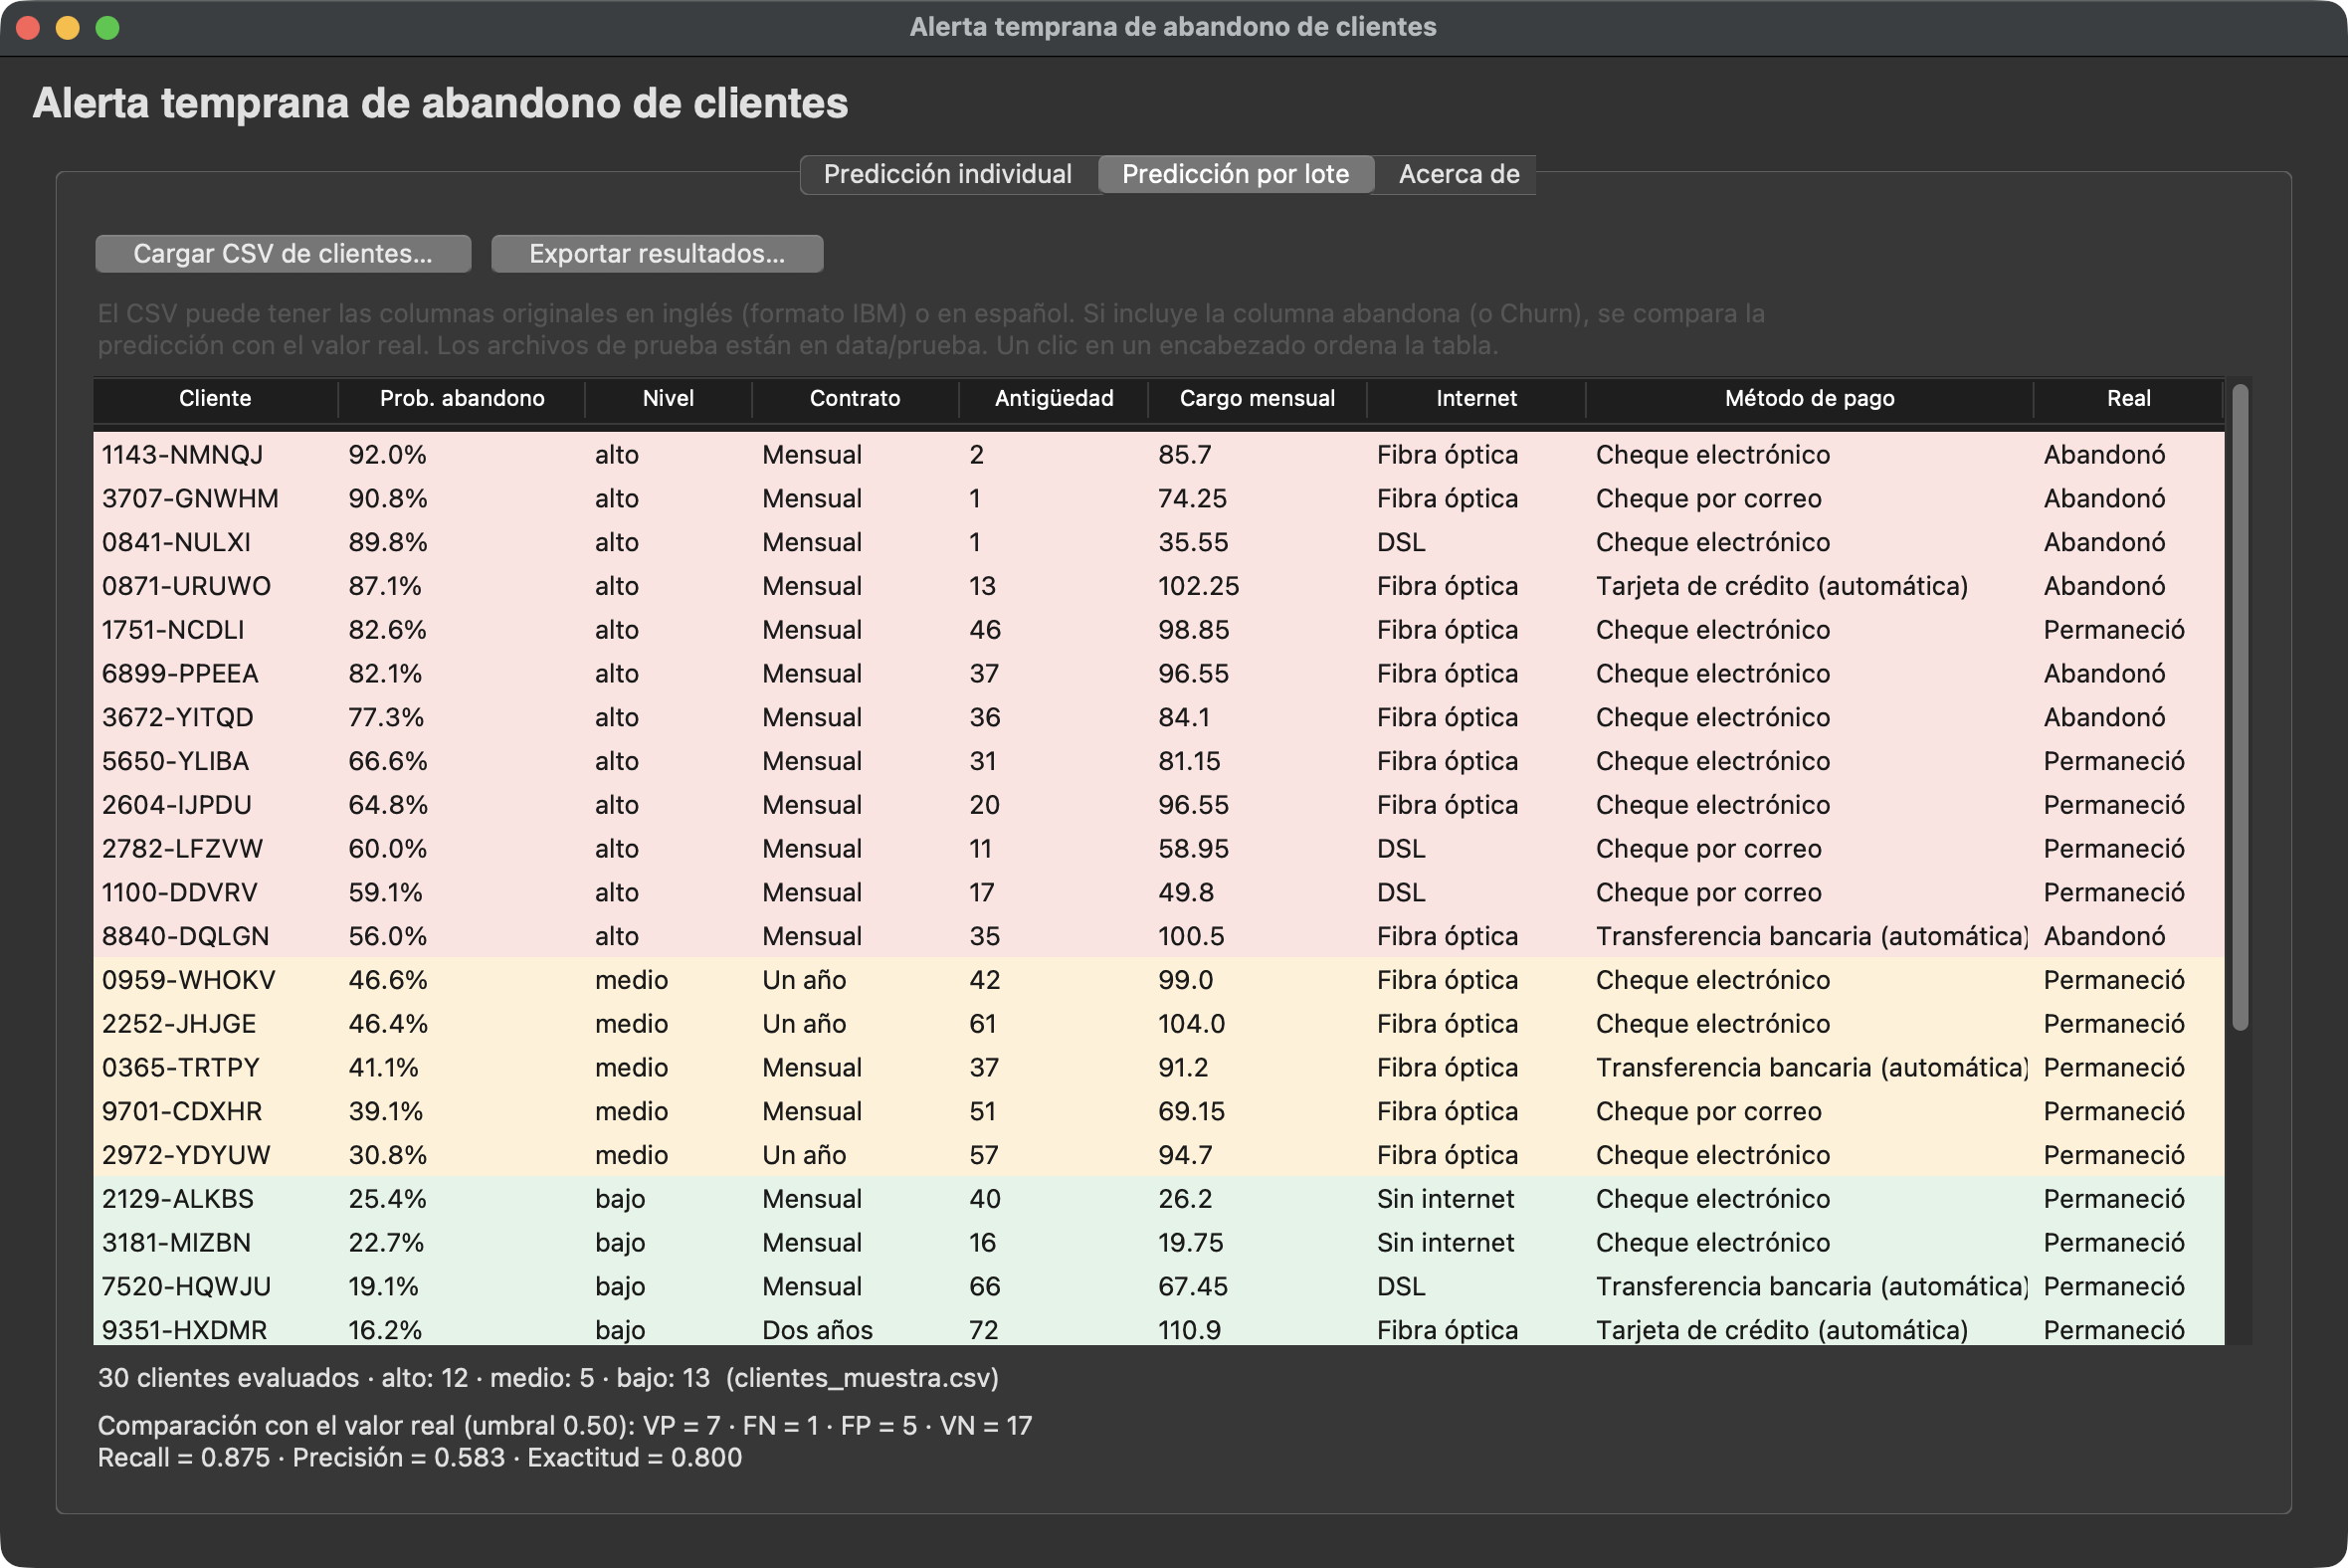 Alerta temprana de abandono de clientes
Alerta temprana de abandono de clientes
Predicción individual Predicción por lote Acerca de
Cargar CSV de clientes... Exportar resultados...
El CSV puede tener las columnas originales en inglés (formato IBM) o en español. Si incluye la columna abandona (o Churn), se compara la
predicción con el valor real. Los archivos de prueba están en data/prueba. Un clic en un encabezado ordena la tabla.
Cliente Prob. abandono Nivel Contrato Antigüedad Cargo mensual Internet Método de pago Real
1143-NMNQJ 92.0% alto Mensual 2 85.7 Fibra óptica Cheque electrónico Abandonó
3707-GNWHM 90.8% alto Mensual 1 74.25 Fibra óptica Cheque por correo Abandonó
0841-NULXI 89.8% alto Mensual 1 35.55 DSL Cheque electrónico Abandonó
0871-URUWO 87.1% alto Mensual 13 102.25 Fibra óptica Tarjeta de crédito (automática) Abandonó
1751-NCDLI 82.6% alto Mensual 46 98.85 Fibra óptica Cheque electrónico Permaneció
6899-PPEEA 82.1% alto Mensual 37 96.55 Fibra óptica Cheque electrónico Abandonó
3672-YITQD 77.3% alto Mensual 36 84.1 Fibra óptica Cheque electrónico Abandonó
5650-YLIBA 66.6% alto Mensual 31 81.15 Fibra óptica Cheque electrónico Permaneció
2604-IJPDU 64.8% alto Mensual 20 96.55 Fibra óptica Cheque electrónico Permaneció
2782-LFZVW 60.0% alto Mensual 11 58.95 DSL Cheque por correo Permaneció
1100-DDVRV 59.1% alto Mensual 17 49.8 DSL Cheque por correo Permaneció
8840-DQLGN 56.0% alto Mensual 35 100.5 Fibra óptica Transferencia bancaria (automática) Abandonó
0959-WHOKV 46.6% medio Un año 42 99.0 Fibra óptica Cheque electrónico Permaneció
2252-JHJGE 46.4% medio Un año 61 104.0 Fibra óptica Cheque electrónico Permaneció
0365-TRTPY 41.1% medio Mensual 37 91.2 Fibra óptica Transferencia bancaria (automática) Permaneció
9701-CDXHR 39.1% medio Mensual 51 69.15 Fibra óptica Cheque por correo Permaneció
2972-YDYUW 30.8% medio Un año 57 94.7 Fibra óptica Cheque electrónico Permaneció
2129-ALKBS 25.4% bajo Mensual 40 26.2 Sin internet Cheque electrónico Permaneció
3181-MIZBN 22.7% bajo Mensual 16 19.75 Sin internet Cheque electrónico Permaneció
7520-HQWJU 19.1% bajo Mensual 66 67.45 DSL Transferencia bancaria (automática) Permaneció
9351-HXDMR 16.2% bajo Dos años 72 110.9 Fibra óptica Tarjeta de crédito (automática) Permaneció
30 clientes evaluados · alto: 12 · medio: 5 · bajo: 13 (clientes_muestra.csv)
Comparación con el valor real (umbral 0.50): VP = 7 · FN = 1 · FP = 5 · VN = 17
Recall = 0.875 · Precisión = 0.583 · Exactitud = 0.800